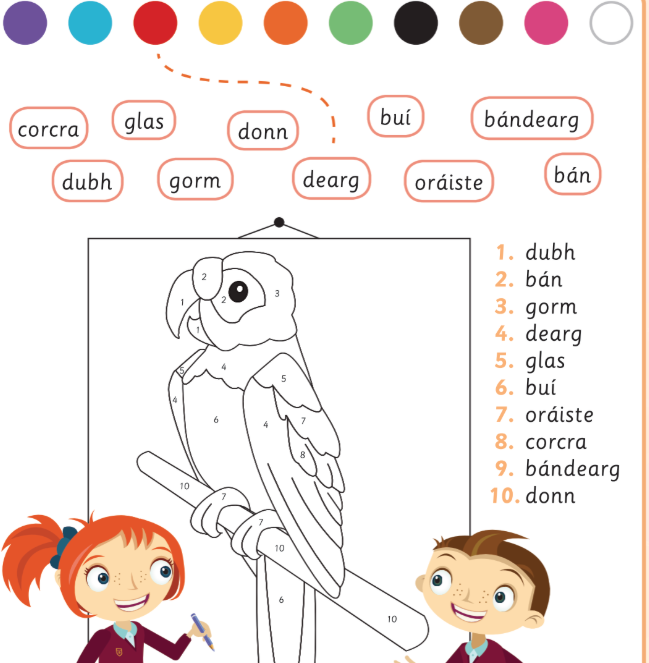 corcra glas donn buí bándearg
dubh gorm dearg oráiste bán
1. dubh
2. bán
3. gorm
4. dearg
5. glas
6. buí
7. oráiste
8. corcra
9. bándearg
10. donn
2
1 2 3
1
5 4 5
4
6 4 7
8
10 7
7
10
6
10